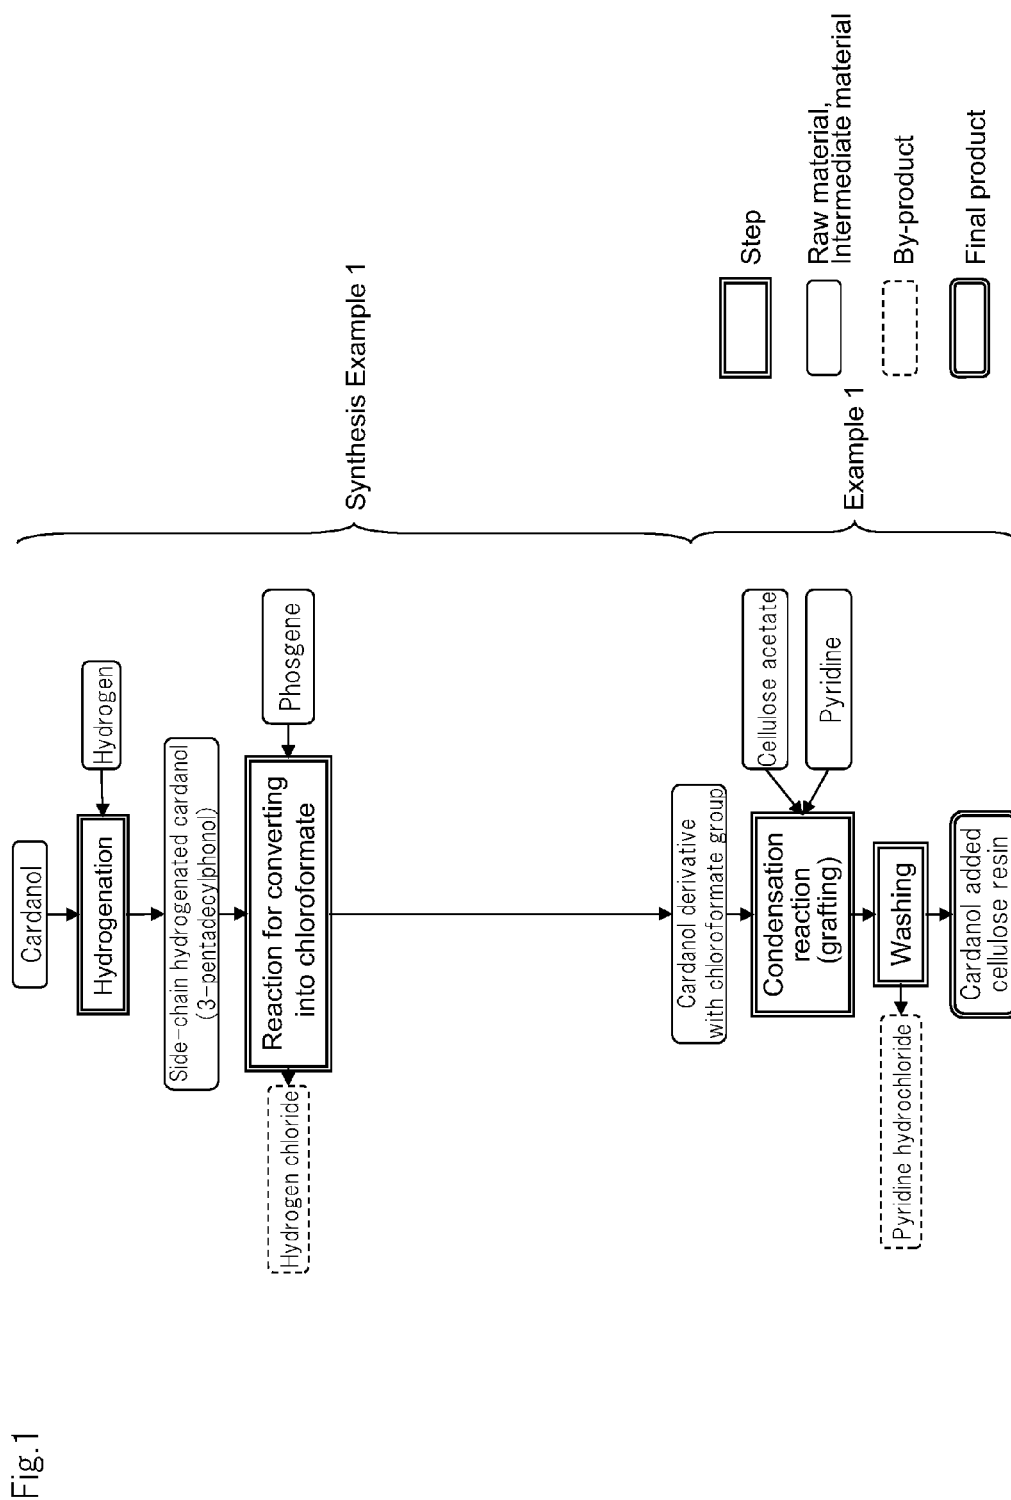 Fig.1
Cardanol
Hydrogen
Hydrogenation
Side-chain hydrogenated cardanol
(3-pentadecylphonol)
Phosgene
Reaction for converting
into chloroformate
Hydrogen chloride
Synthesis Example 1
Cardanol derivative
with chloroformate group
Cellulose acetate
Pyridine
Condensation
reaction
(grafting)
Washing
Pyridine hydrochloride
Cardanol added
cellulose resin
Example 1
Step
Raw material,
Intermediate material
By-product
Final product